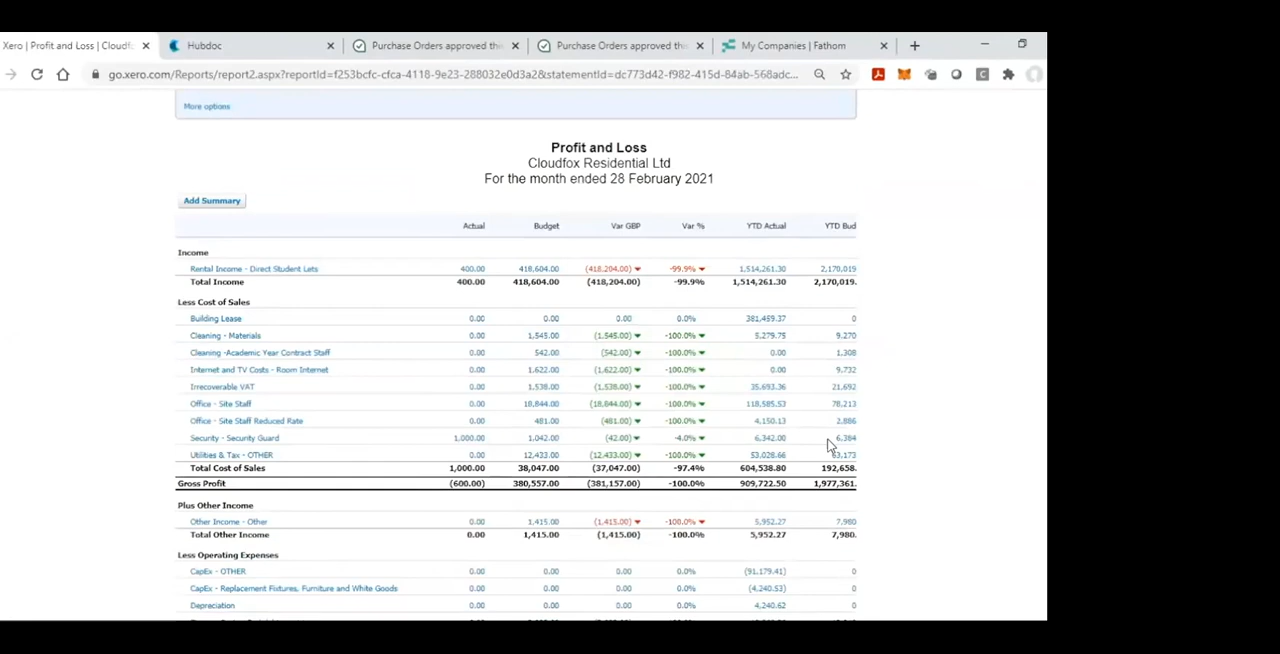 Xero | Profit and Loss | Cloudf Hubdoc Purchase Orders approved thi Purchase Orders approved thi My Companies | Fathom
go.xero.com/Reports/report2.aspx?reportId=f253bcfc-cfca-4118-9e23-288032e0d3a2&statementId=dc773d42-f982-415d-84ab-568adc...
More options
Profit and Loss
Cloudfox Residential Ltd
For the month ended 28 February 2021
Add Summary
Actual Budget Var GBP Var % YTD Actual YTD Bud
Income
Rental Income - Direct Student Lets 400.00 418,604.00 (418,204.00) -99.9% 1,514,261.30 2,170,019
Total Income 400.00 418,604.00 (418,204.00) -99.9% 1,514,261.30 2,170,019.
Less Cost of Sales
Building Lease 0.00 0.00 0.00 0.0% 381,459.37 0
Cleaning - Materials 0.00 1,545.00 (1,545.00) -100.0% 5,279.75 9,270
Cleaning -Academic Year Contract Staff 0.00 542.00 (542.00) -100.0% 0.00 1,308
Internet and TV Costs - Room Internet 0.00 1,622.00 (1,622.00) -100.0% 0.00 9,732
Irrecoverable VAT 0.00 1,538.00 (1,538.00) -100.0% 35,693.36 21,692
Office - Site Staff 0.00 18,844.00 (18,844.00) -100.0% 118,585.53 78,213
Office - Site Staff Reduced Rate 0.00 481.00 (481.00) -100.0% 4,150.13 2,886
Security - Security Guard 1,000.00 1,042.00 (42.00) -4.0% 6,342.00 6,384
Utilities & Tax - OTHER 0.00 12,433.00 (12,433.00) -100.0% 53,028.66
Total Cost of Sales 1,000.00 38,047.00 (37,047.00) -97.4% 604,538.80 192,658.
Gross Profit (600.00) 380,557.00 (381,157.00) -100.0% 909,722.50 1,977,361.
Plus Other Income
Other Income - Other 0.00 1,415.00 (1,415.00) -100.0% 5,952.27 7,980
Total Other Income 0.00 1,415.00 (1,415.00) -100.0% 5,952.27 7,980.
Less Operating Expenses
CapEx - OTHER 0.00 0.00 0.00 0.0% (91,179.41) 0
CapEx - Replacement Fixtures, Furniture and White Goods 0.00 0.00 0.00 0.0% (4,240.53) 0
Depreciation 0.00 0.00 0.00 0.0% 4,240.62 0